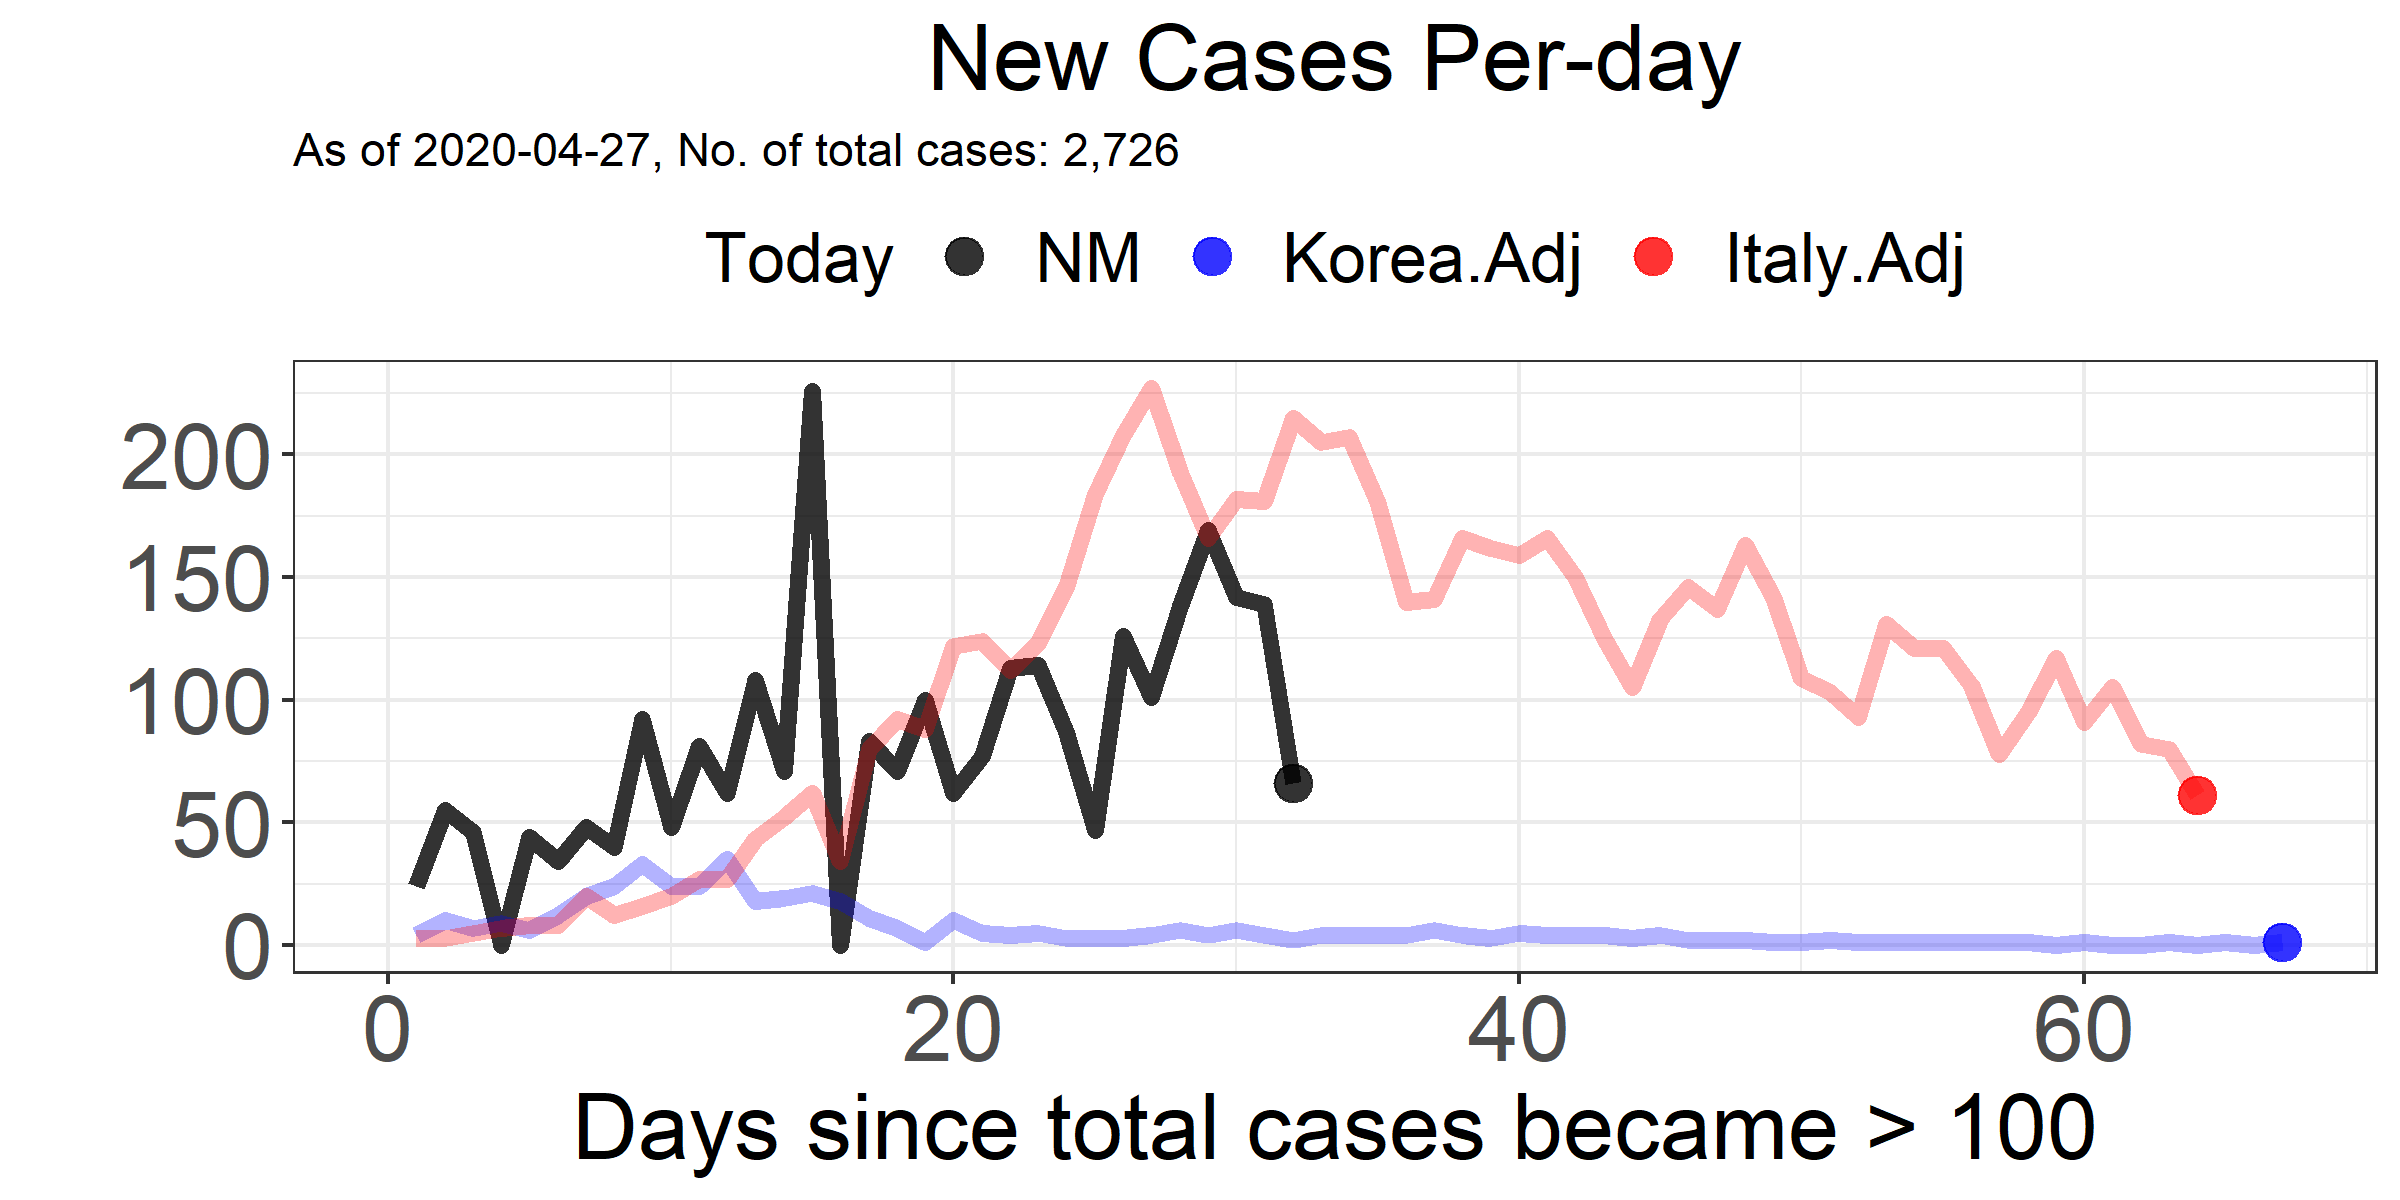 New Cases Per-day
As of 2020-04-27, No. of total cases: 2,726
Today NM Korea.Adj Italy.Adj
200
150
100
50
0
0 20 40 60
Days since total cases became > 100